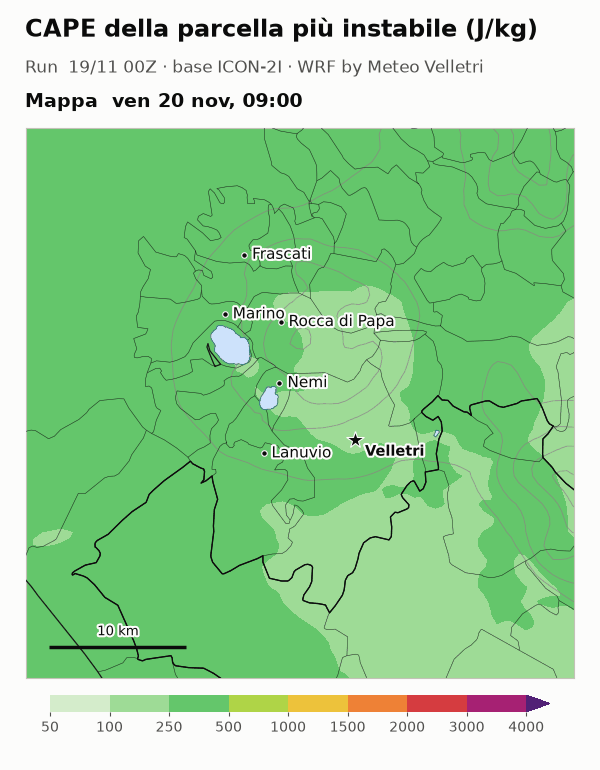 CAPE della parcella più instabile (J/kg)
Run  19/11 00Z · base ICON-2I · WRF by Meteo Velletri
Mappa  ven 20 nov, 09:00
Frascati
Marino
Rocca di Papa
Nemi
Velletri
Lanuvio
10 km
50 100 250 500 1000 1500 2000 3000 4000